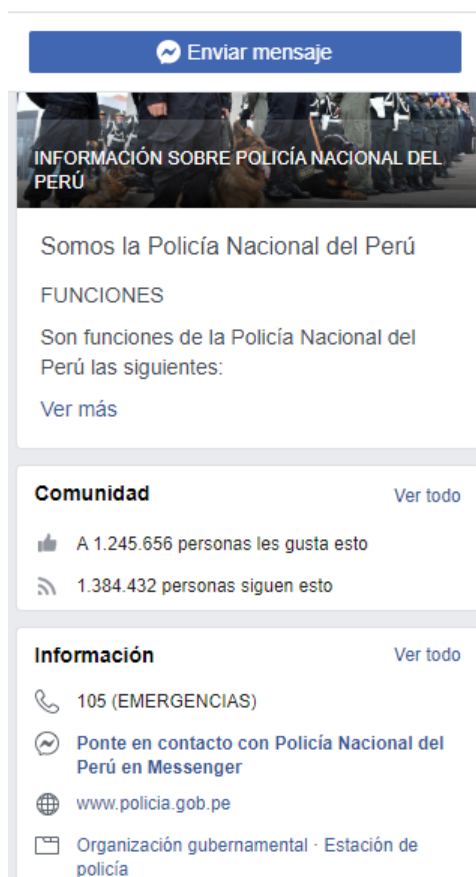 Enviar mensaje
INFORMACIÓN SOBRE POLICÍA NACIONAL DEL
PERÚ
Somos la Policía Nacional del Perú
FUNCIONES
Son funciones de la Policía Nacional del
Perú las siguientes:
Ver más
Comunidad Ver todo
A 1.245.656 personas les gusta esto
1.384.432 personas siguen esto
Información Ver todo
105 (EMERGENCIAS)
Ponte en contacto con Policía Nacional del
Perú en Messenger
www.policia.gob.pe
Organización gubernamental · Estación de
policía